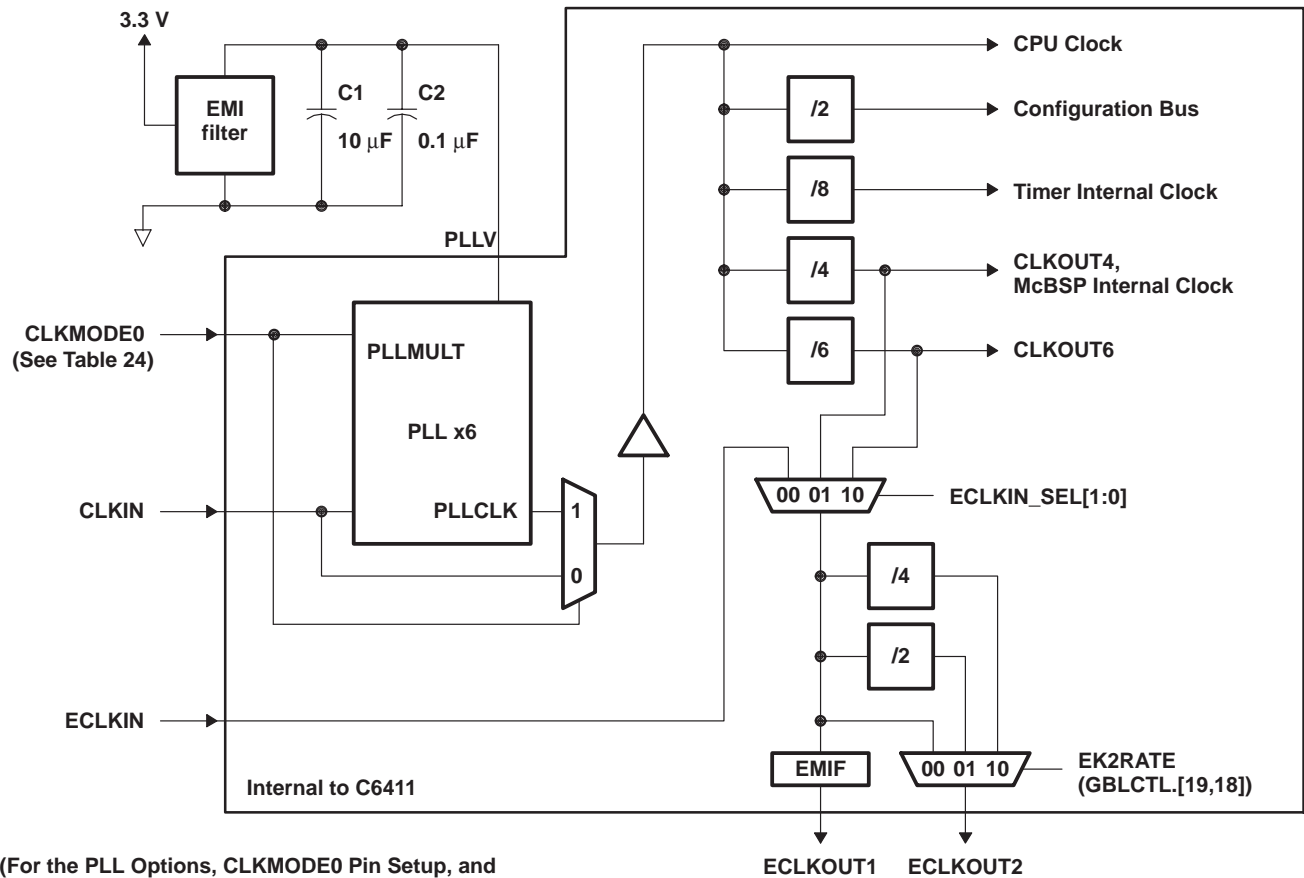 3.3 V
CPU Clock
C1
C2
EMI
filter
/2
Configuration Bus
10 μF
0.1 μF
/8
Timer Internal Clock
PLLV
/4
CLKOUT4,
McBSP Internal Clock
CLKMODE0
(See Table 24)
PLLMULT
/6
CLKOUT6
PLL x6
00 01 10
ECLKIN_SEL[1:0]
CLKIN
PLLCLK
1
0
/4
/2
ECLKIN
EMIF
00 01 10
EK2RATE
(GBLCTL.[19,18])
Internal to C6411
(For the PLL Options, CLKMODE0 Pin Setup, and
ECLKOUT1
ECLKOUT2